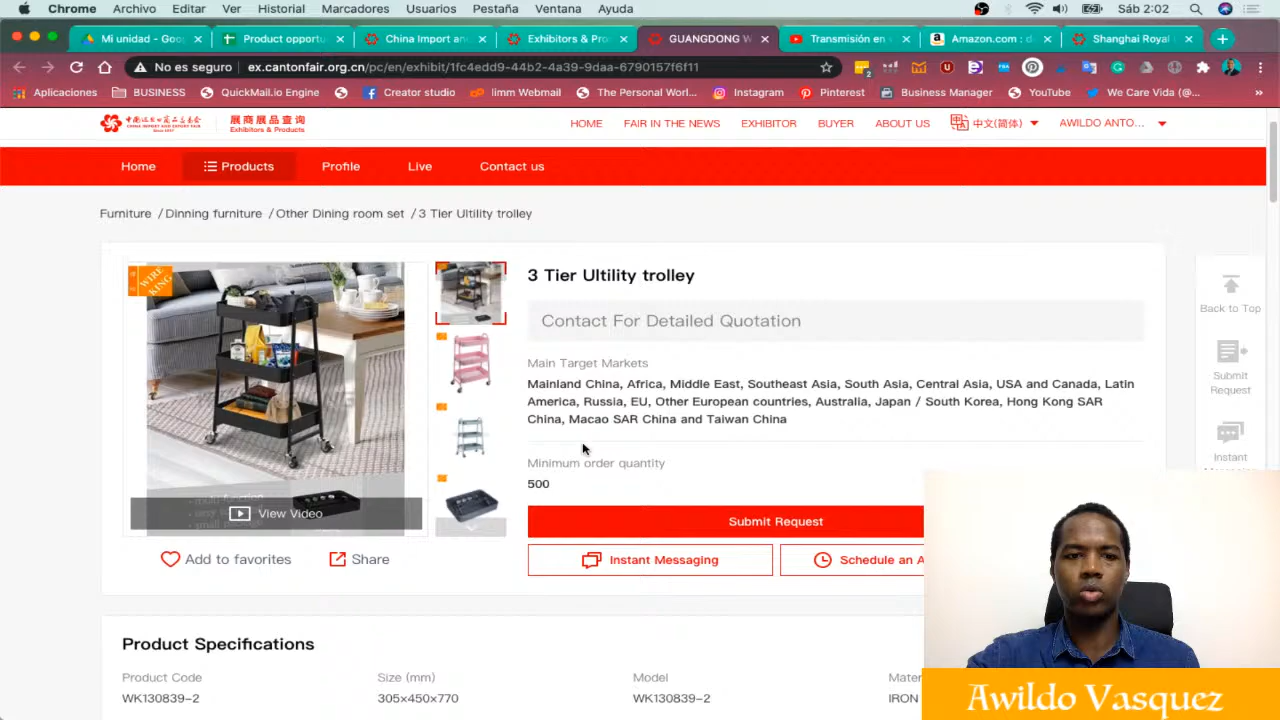 Chrome Archivo Editar Ver Historial Marcadores Usuarios Pestaña Ventana Ayuda Sáb 2:02
Mi unidad - Goo Product opportu China Import an Exhibitors & Pro GUANGDONG W Transmisión en Amazon.com : d Shanghai Royal
No es seguro ex.cantonfair.org.cn/pc/en/exhibit/1fc4edd9-44b2-4a39-9daa-6790157f6f11
Aplicaciones BUSINESS QuickMail.io Engine Creator studio limm Webmail The Personal Worl... Instagram Pinterest Business Manager YouTube We Care Vida (@... »
展商展品查询
Exhibitors & Products
HOME FAIR IN THE NEWS EXHIBITOR BUYER ABOUT US 中文(简体) AWILDO ANTO...
Home Products Profile Live Contact us
Furniture / Dinning furniture / Other Dining room set / 3 Tier Ultility trolley
WIRE KING
3 Tier Ultility trolley
Contact For Detailed Quotation
Main Target Markets
Mainland China, Africa, Middle East, Southeast Asia, South Asia, Central Asia, USA and Canada, Latin
America, Russia, EU, Other European countries, Australia, Japan / South Korea, Hong Kong SAR
China, Macao SAR China and Taiwan China
Minimum order quantity
500
Back to Top
Submit
Request
Instant
View Video
Submit Request
Add to favorites Share
Instant Messaging
Schedule an A
Product Specifications
Product Code Size (mm) Model Mater
WK130839-2 305×450×770 WK130839-2 IRON
Awildo Vasquez